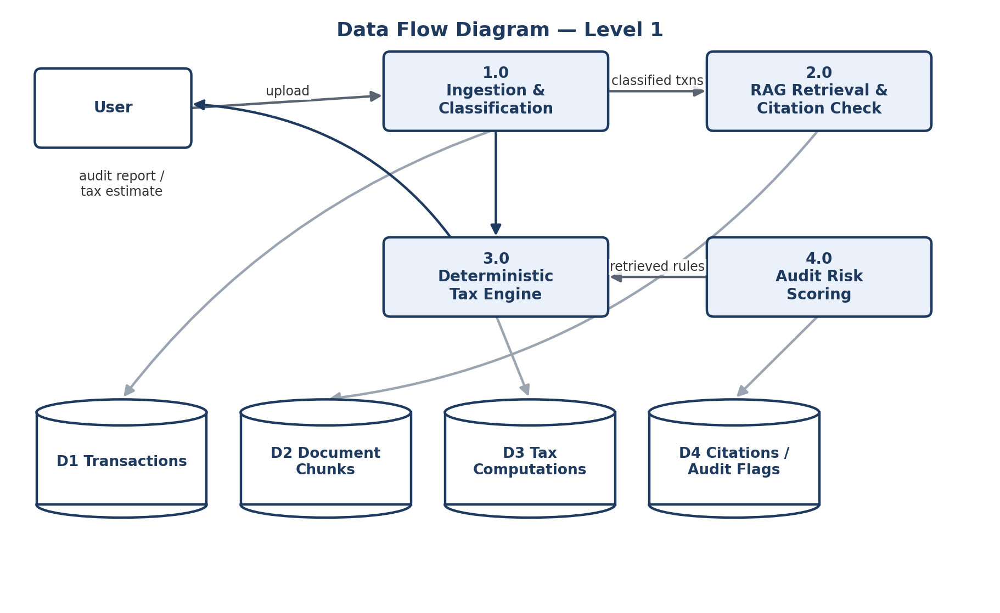 Data Flow Diagram — Level 1
User
upload
1.0
Ingestion &
Classification
classified txns
2.0
RAG Retrieval &
Citation Check
audit report /
tax estimate
3.0
Deterministic
Tax Engine
retrieved rules
4.0
Audit Risk
Scoring
D1 Transactions
D2 Document
Chunks
D3 Tax
Computations
D4 Citations /
Audit Flags